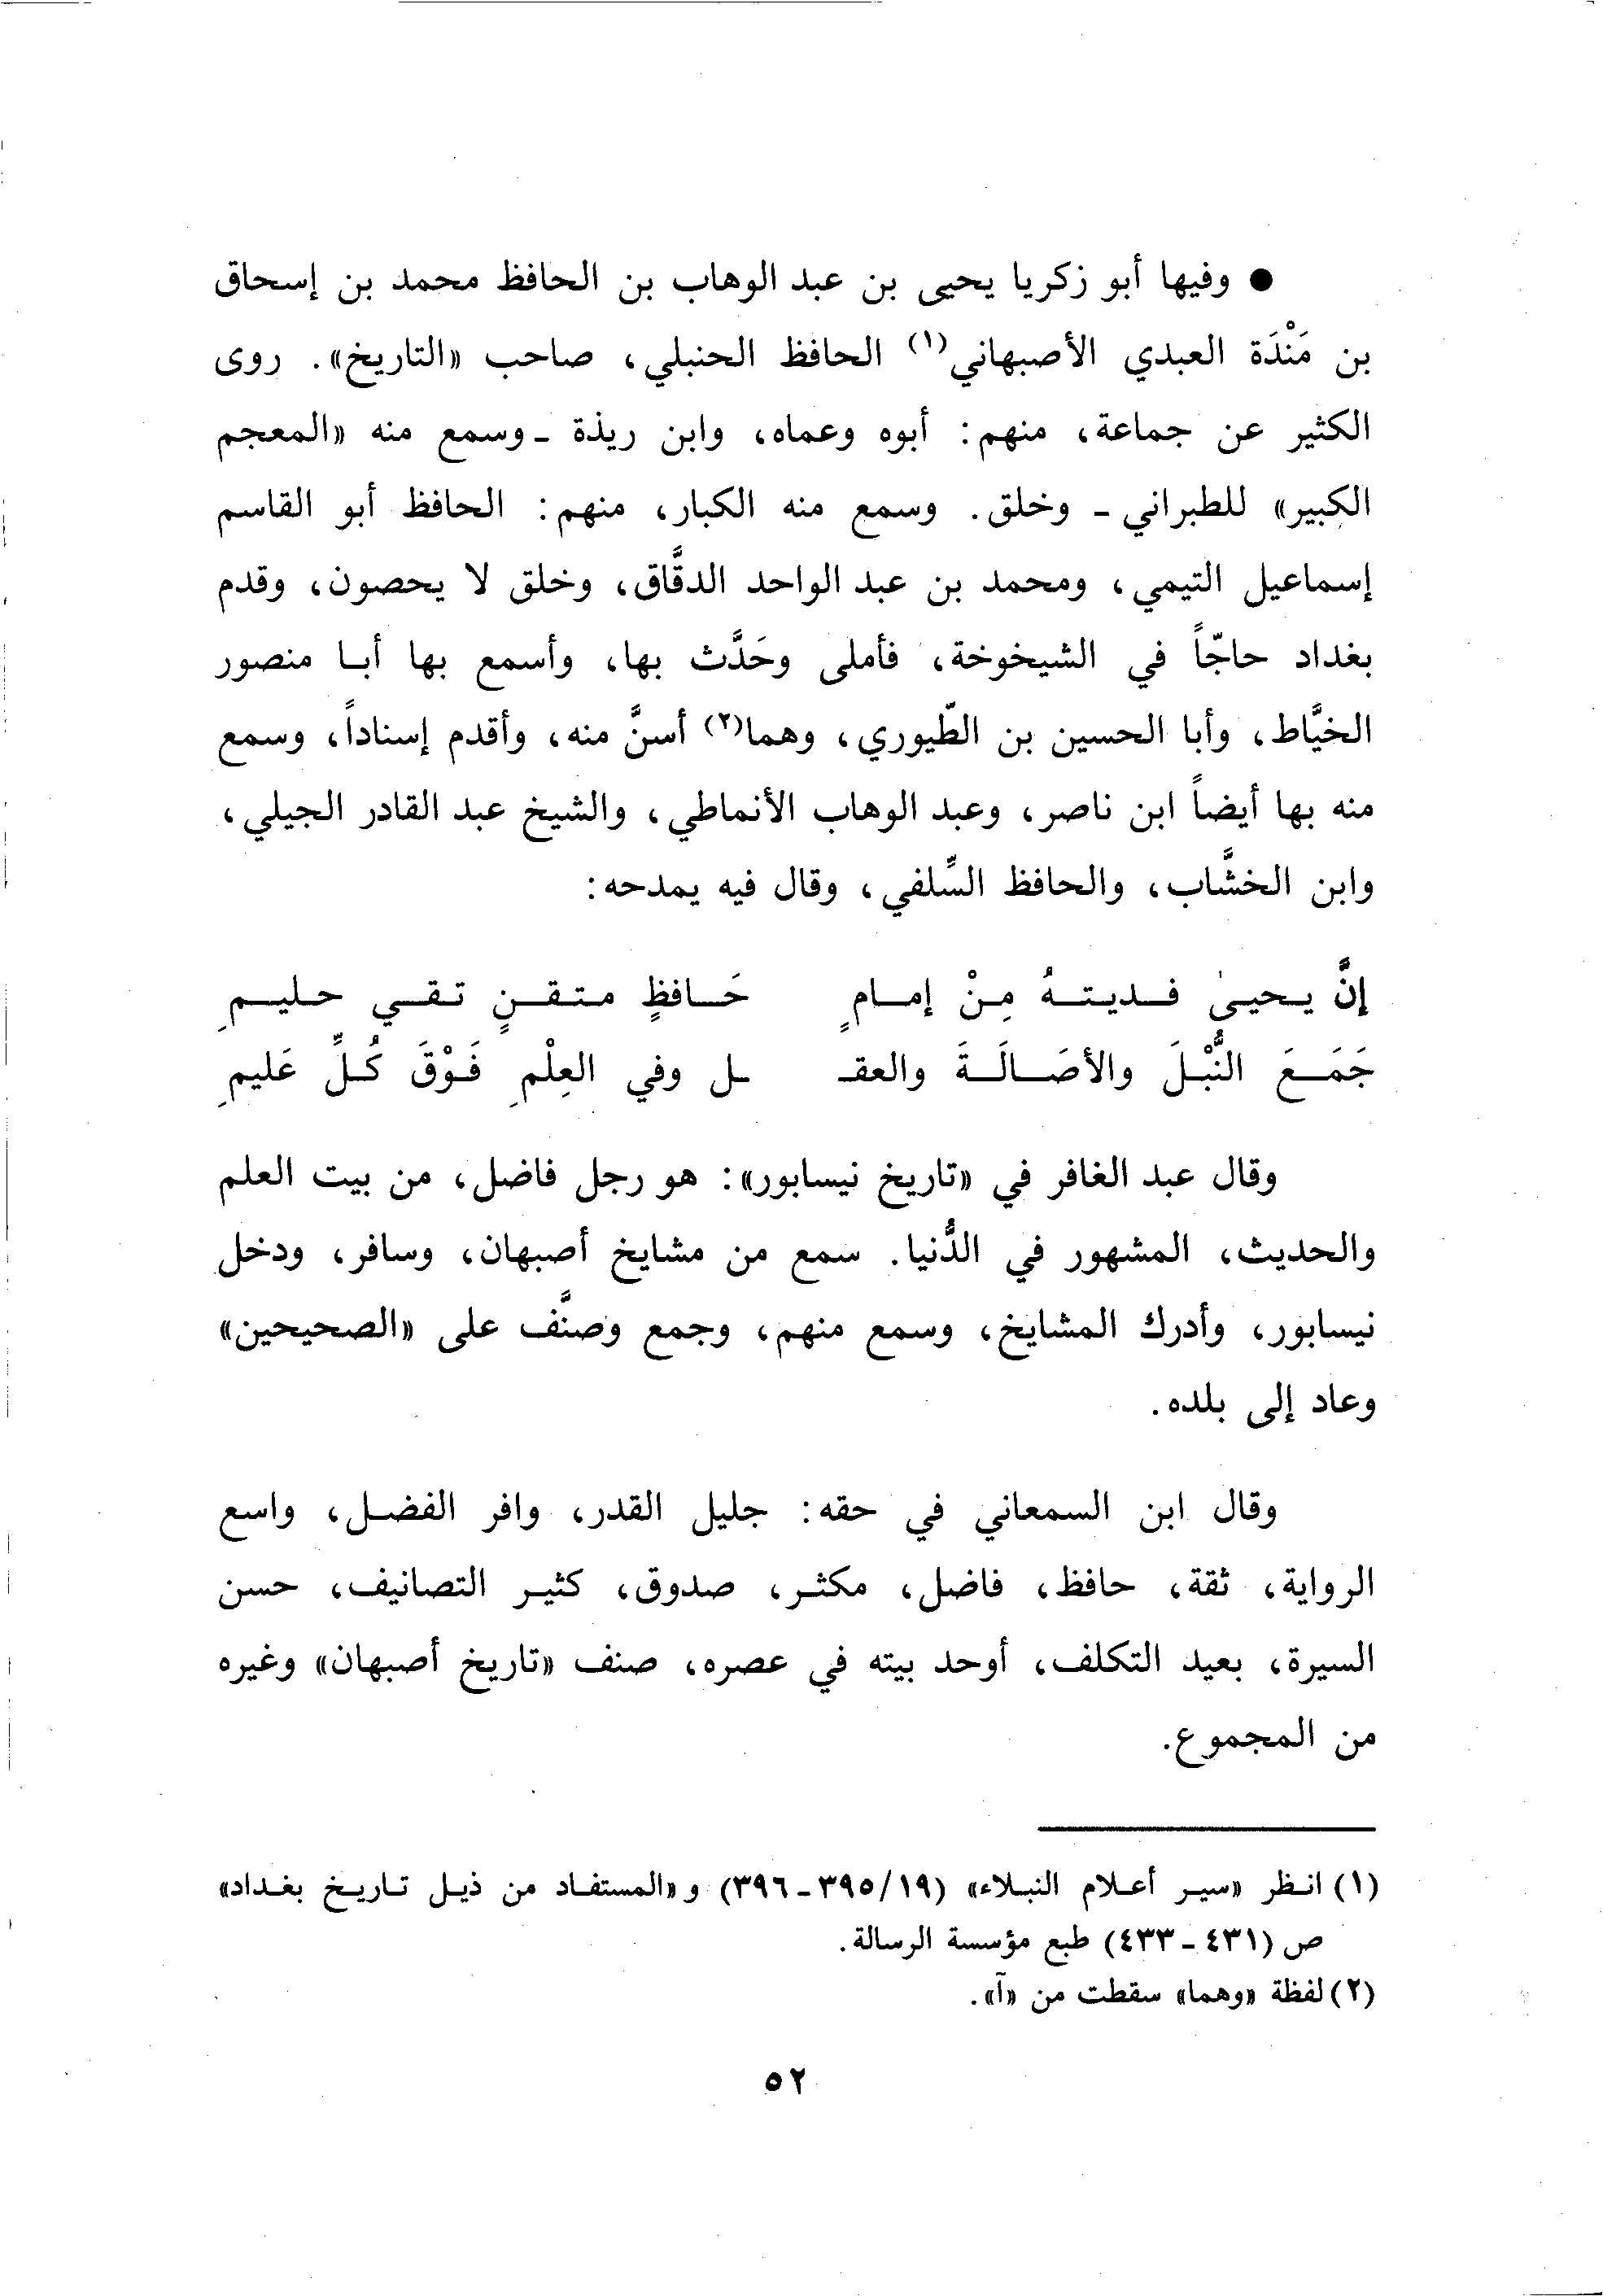 ● وفيها أبو زكريا يحيى بن عبد الوهاب بن الحافظ محمد بن إسحاق
بن مَنْدَة العبدي الأصبهاني(١) الحافظ الحنبلي، صاحب «التاريخ». روى
الكثير عن جماعة، منهم: أبوه وعماه، وابن ريذة ـ وسمع منه «المعجم
الكبير» للطبراني ـ وخلق. وسمع منه الكبار، منهم: الحافظ أبو القاسم
إسماعيل التيمي، ومحمد بن عبد الواحد الدقَّاق، وخلق لا يحصون، وقدم
بغداد حاجّاً في الشيخوخة، فأملى وحَدَّث بها، وأسمع بها أبا منصور
الخيَّاط، وأبا الحسين بن الطّيوري، وهما(٢) أسنَّ منه، وأقدم إسناداً، وسمع
منه بها أيضاً ابن ناصر، وعبد الوهاب الأنماطي، والشيخ عبد القادر الجيلي،
وابن الخشَّاب، والحافظ السِّلفي، وقال فيه يمدحه:
إنَّ يحيىٰ فديتهُ مِنْ إمامٍ حَافظٍ متقنٍ تقي حليمِ
جَمَعَ النُّبْلَ والأصَالَةَ والعقـ ـل وفي العِلْمِ فَوْقَ كُلِّ عَليمِ
وقال عبد الغافر في «تاريخ نيسابور»: هو رجل فاضل، من بيت العلم
والحديث، المشهور في الدُّنيا. سمع من مشايخ أصبهان، وسافر، ودخل
نيسابور، وأدرك المشايخ، وسمع منهم، وجمع وصنَّف على «الصحيحين»
وعاد إلى بلده.
وقال ابن السمعاني في حقه: جليل القدر، وافر الفضل، واسع
الرواية، ثقة، حافظ، فاضل، مكثر، صدوق، كثير التصانيف، حسن
السيرة، بعيد التكلف، أوحد بيته في عصره، صنف «تاريخ أصبهان» وغيره
من المجموع.
(١) انظر «سير أعلام النبلاء» (١٩/ ٣٩٥ ـ ٣٩٦) و«المستفاد من ذيل تاريخ بغداد»
ص (٤٣١ ـ ٤٣٣) طبع مؤسسة الرسالة.
(٢) لفظة «وهما» سقطت من «آ».
٥٢